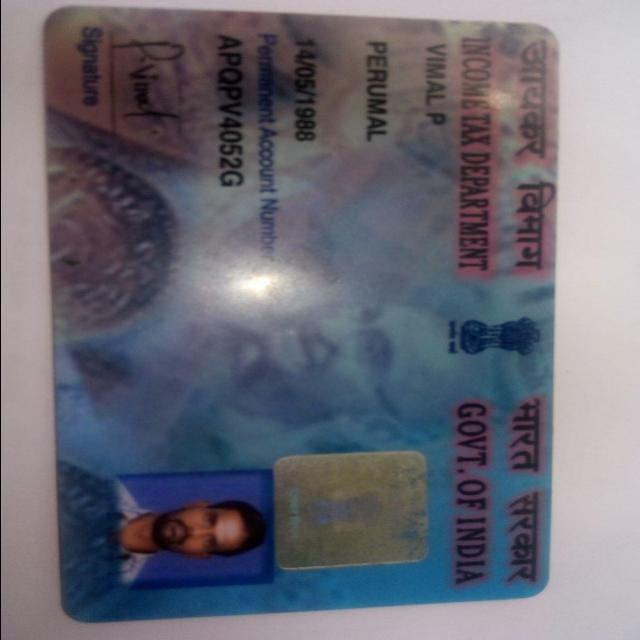 आयकर विभाग भारत सरकार
INCOME TAX DEPARTMENT GOVT. OF INDIA
VIMAL P
PERUMAL
14/05/1988
Permanent Account Number
APQPV4052G
P. Vimal.
Signature